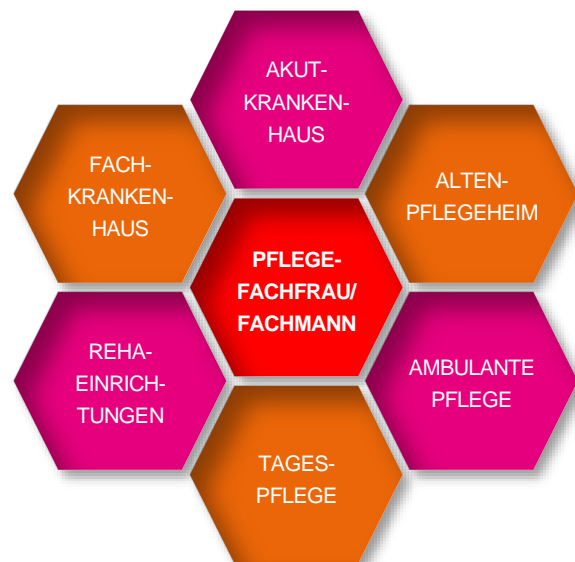 AKUT-
KRANKEN-
HAUS
FACH-
KRANKEN-
HAUS
ALTEN-
PFLEGEHEIM
PFLEGE-
FACHFRAU/
FACHMANN
REHA-
EINRICH-
TUNGEN
AMBULANTE
PFLEGE
TAGES-
PFLEGE